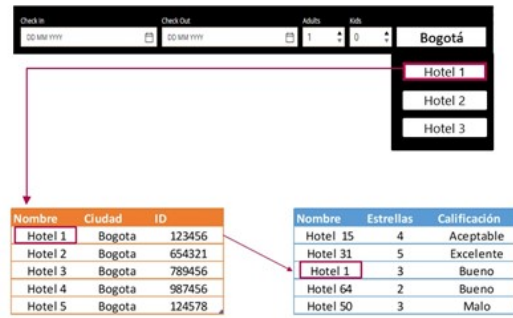 Check In Check Out Adults Kids
DD MM YYYY DD MM YYYY 1 0 Bogotá
Hotel 1
Hotel 2
Hotel 3
Nombre Ciudad ID
Hotel 1 Bogota 123456
Hotel 2 Bogota 654321
Hotel 3 Bogota 789456
Hotel 4 Bogota 987456
Hotel 5 Bogota 124578
Nombre Estrellas Calificación
Hotel 15 4 Aceptable
Hotel 31 5 Excelente
Hotel 1 3 Bueno
Hotel 64 2 Bueno
Hotel 50 3 Malo